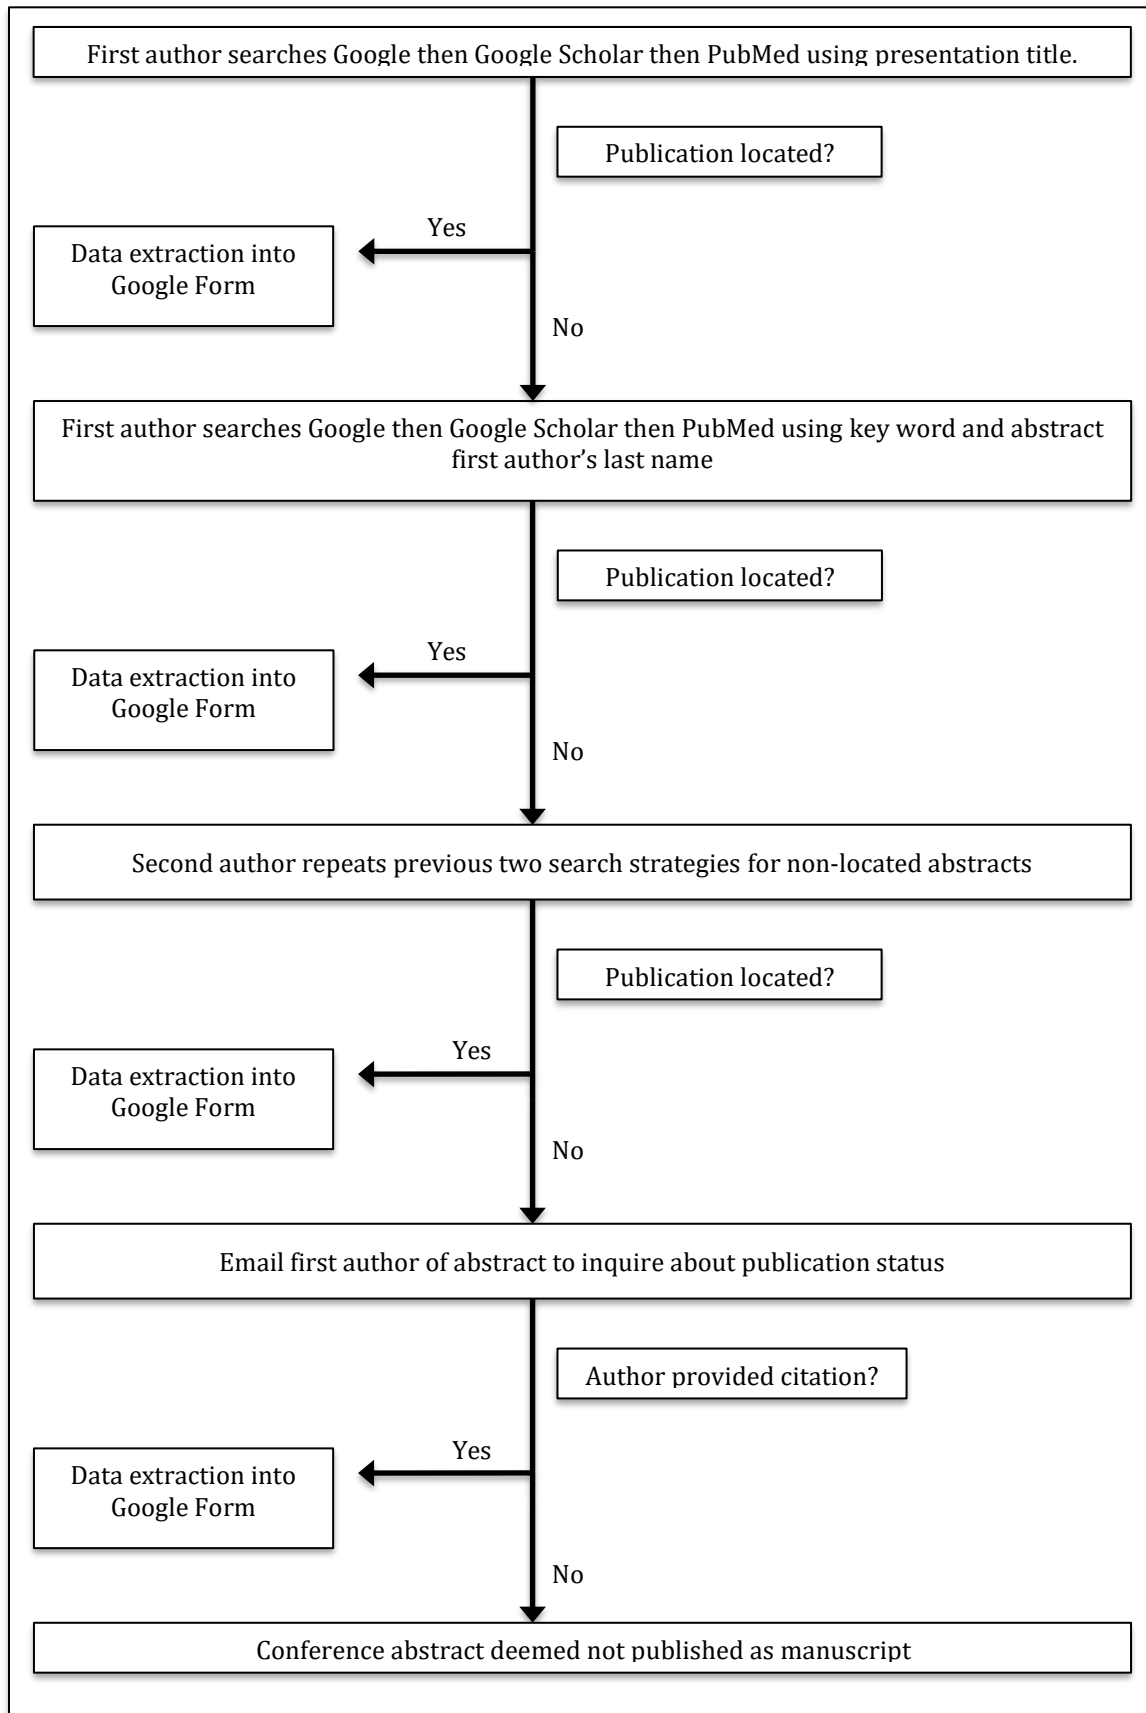 First author searches Google then Google Scholar then PubMed using presentation title.
Publication located?
Yes
Data extraction into
Google Form
No
First author searches Google then Google Scholar then PubMed using key word and abstract
first author’s last name
Publication located?
Yes
Data extraction into
Google Form
No
Second author repeats previous two search strategies for non-located abstracts
Publication located?
Yes
Data extraction into
Google Form
No
Email first author of abstract to inquire about publication status
Author provided citation?
Yes
Data extraction into
Google Form
No
Conference abstract deemed not published as manuscript